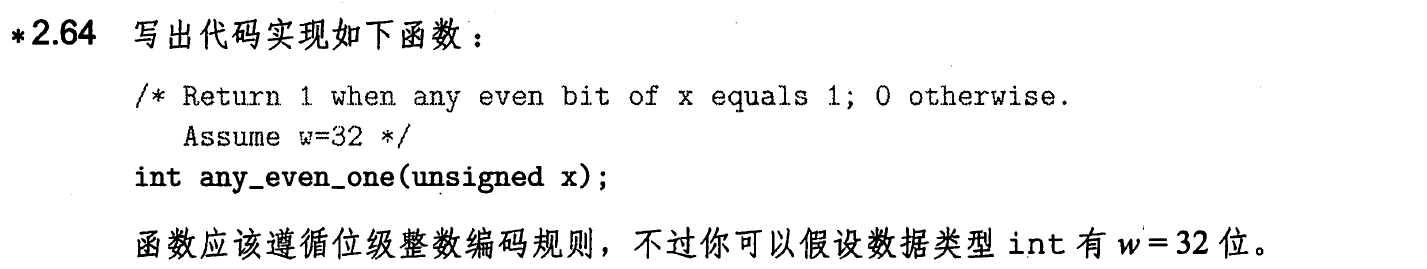 *2.64 写出代码实现如下函数：
/* Return 1 when any even bit of x equals 1; 0 otherwise.
Assume w=32 */
int any_even_one(unsigned x);
函数应该遵循位级整数编码规则，不过你可以假设数据类型 int 有 w=32 位。